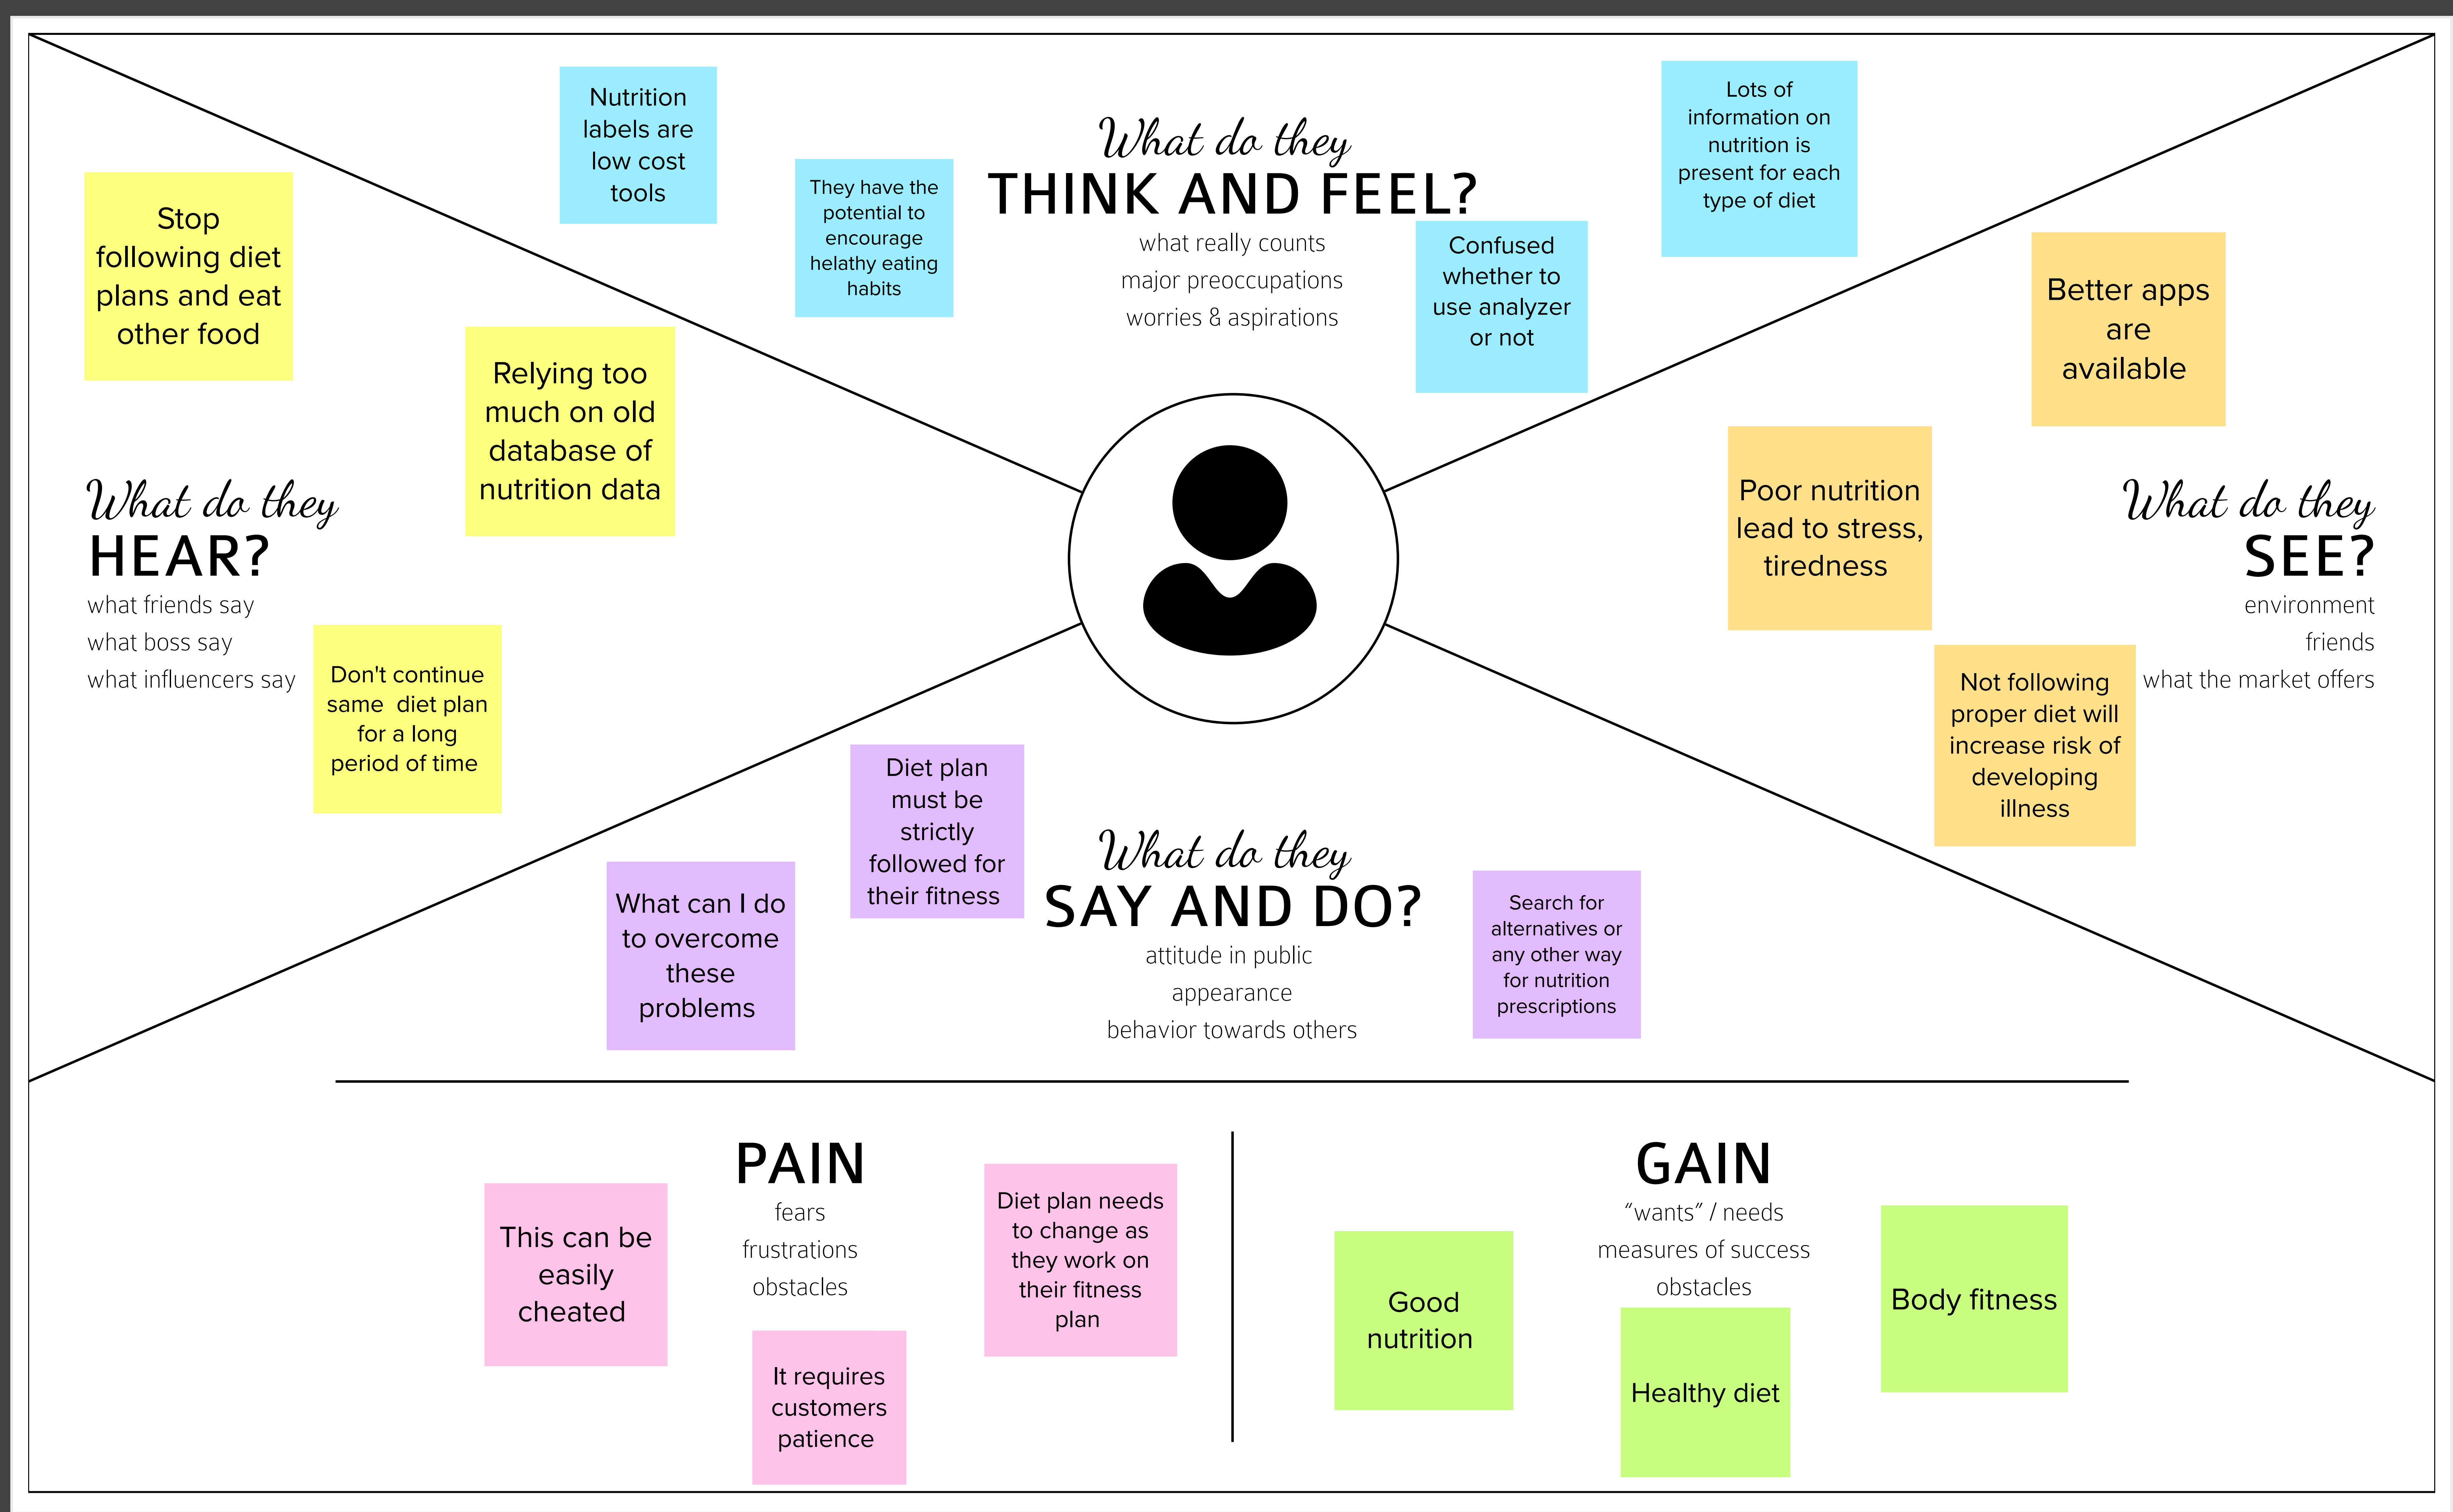 Nutrition
labels are
low cost
tools
They have the
potential to
encourage
helathy eating
habits
What do they
THINK AND FEEL?
what really counts
major preoccupations
worries & aspirations
Confused
whether to
use analyzer
or not
Lots of
information on
nutrition is
present for each
type of diet
Stop
following diet
plans and eat
other food
Relying too
much on old
database of
nutrition data
What do they
HEAR?
what friends say
what boss say
what influencers say
Don't continue
same diet plan
for a long
period of time
Better apps
are
available
Poor nutrition
lead to stress,
tiredness
What do they
SEE?
environment
friends
what the market offers
Not following
proper diet will
increase risk of
developing
illness
Diet plan
must be
strictly
followed for
their fitness
What can I do
to overcome
these
problems
What do they
SAY AND DO?
attitude in public
appearance
behavior towards others
Search for
alternatives or
any other way
for nutrition
prescriptions
PAIN
fears
frustrations
obstacles
This can be
easily
cheated
It requires
customers
patience
Diet plan needs
to change as
they work on
their fitness
plan
GAIN
“wants” / needs
measures of success
obstacles
Good
nutrition
Healthy diet
Body fitness